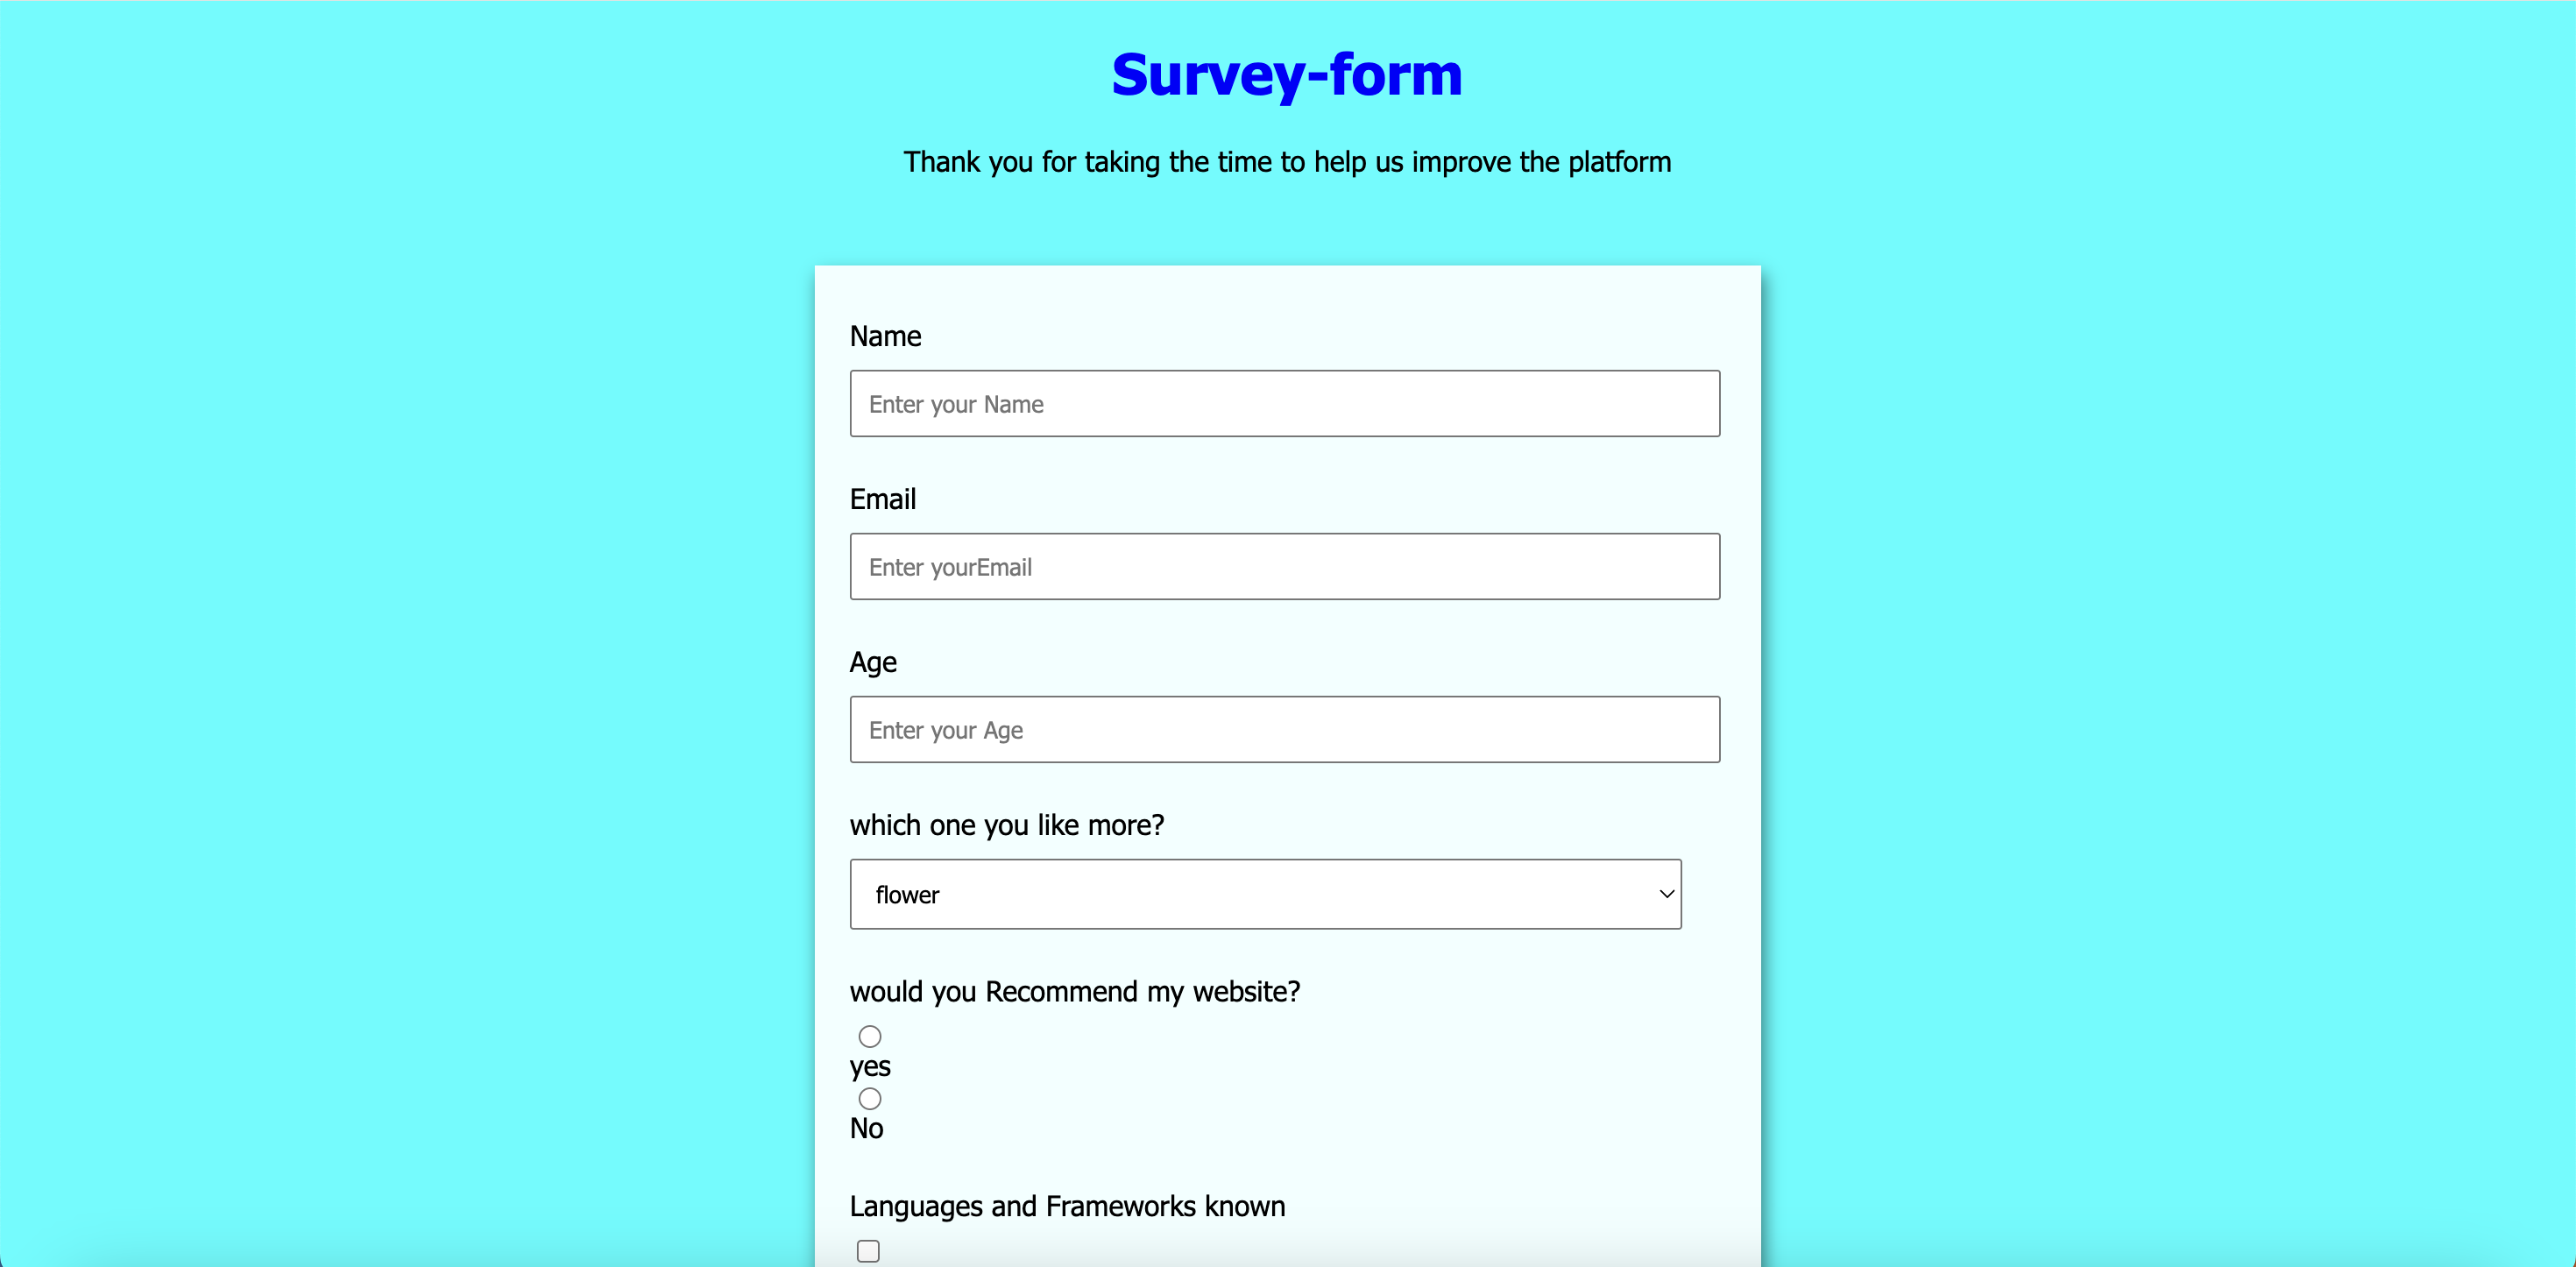 Survey-form
Thank you for taking the time to help us improve the platform
Name
Enter your Name
Email
Enter yourEmail
Age
Enter your Age
which one you like more?
flower
would you Recommend my website?
yes
No
Languages and Frameworks known